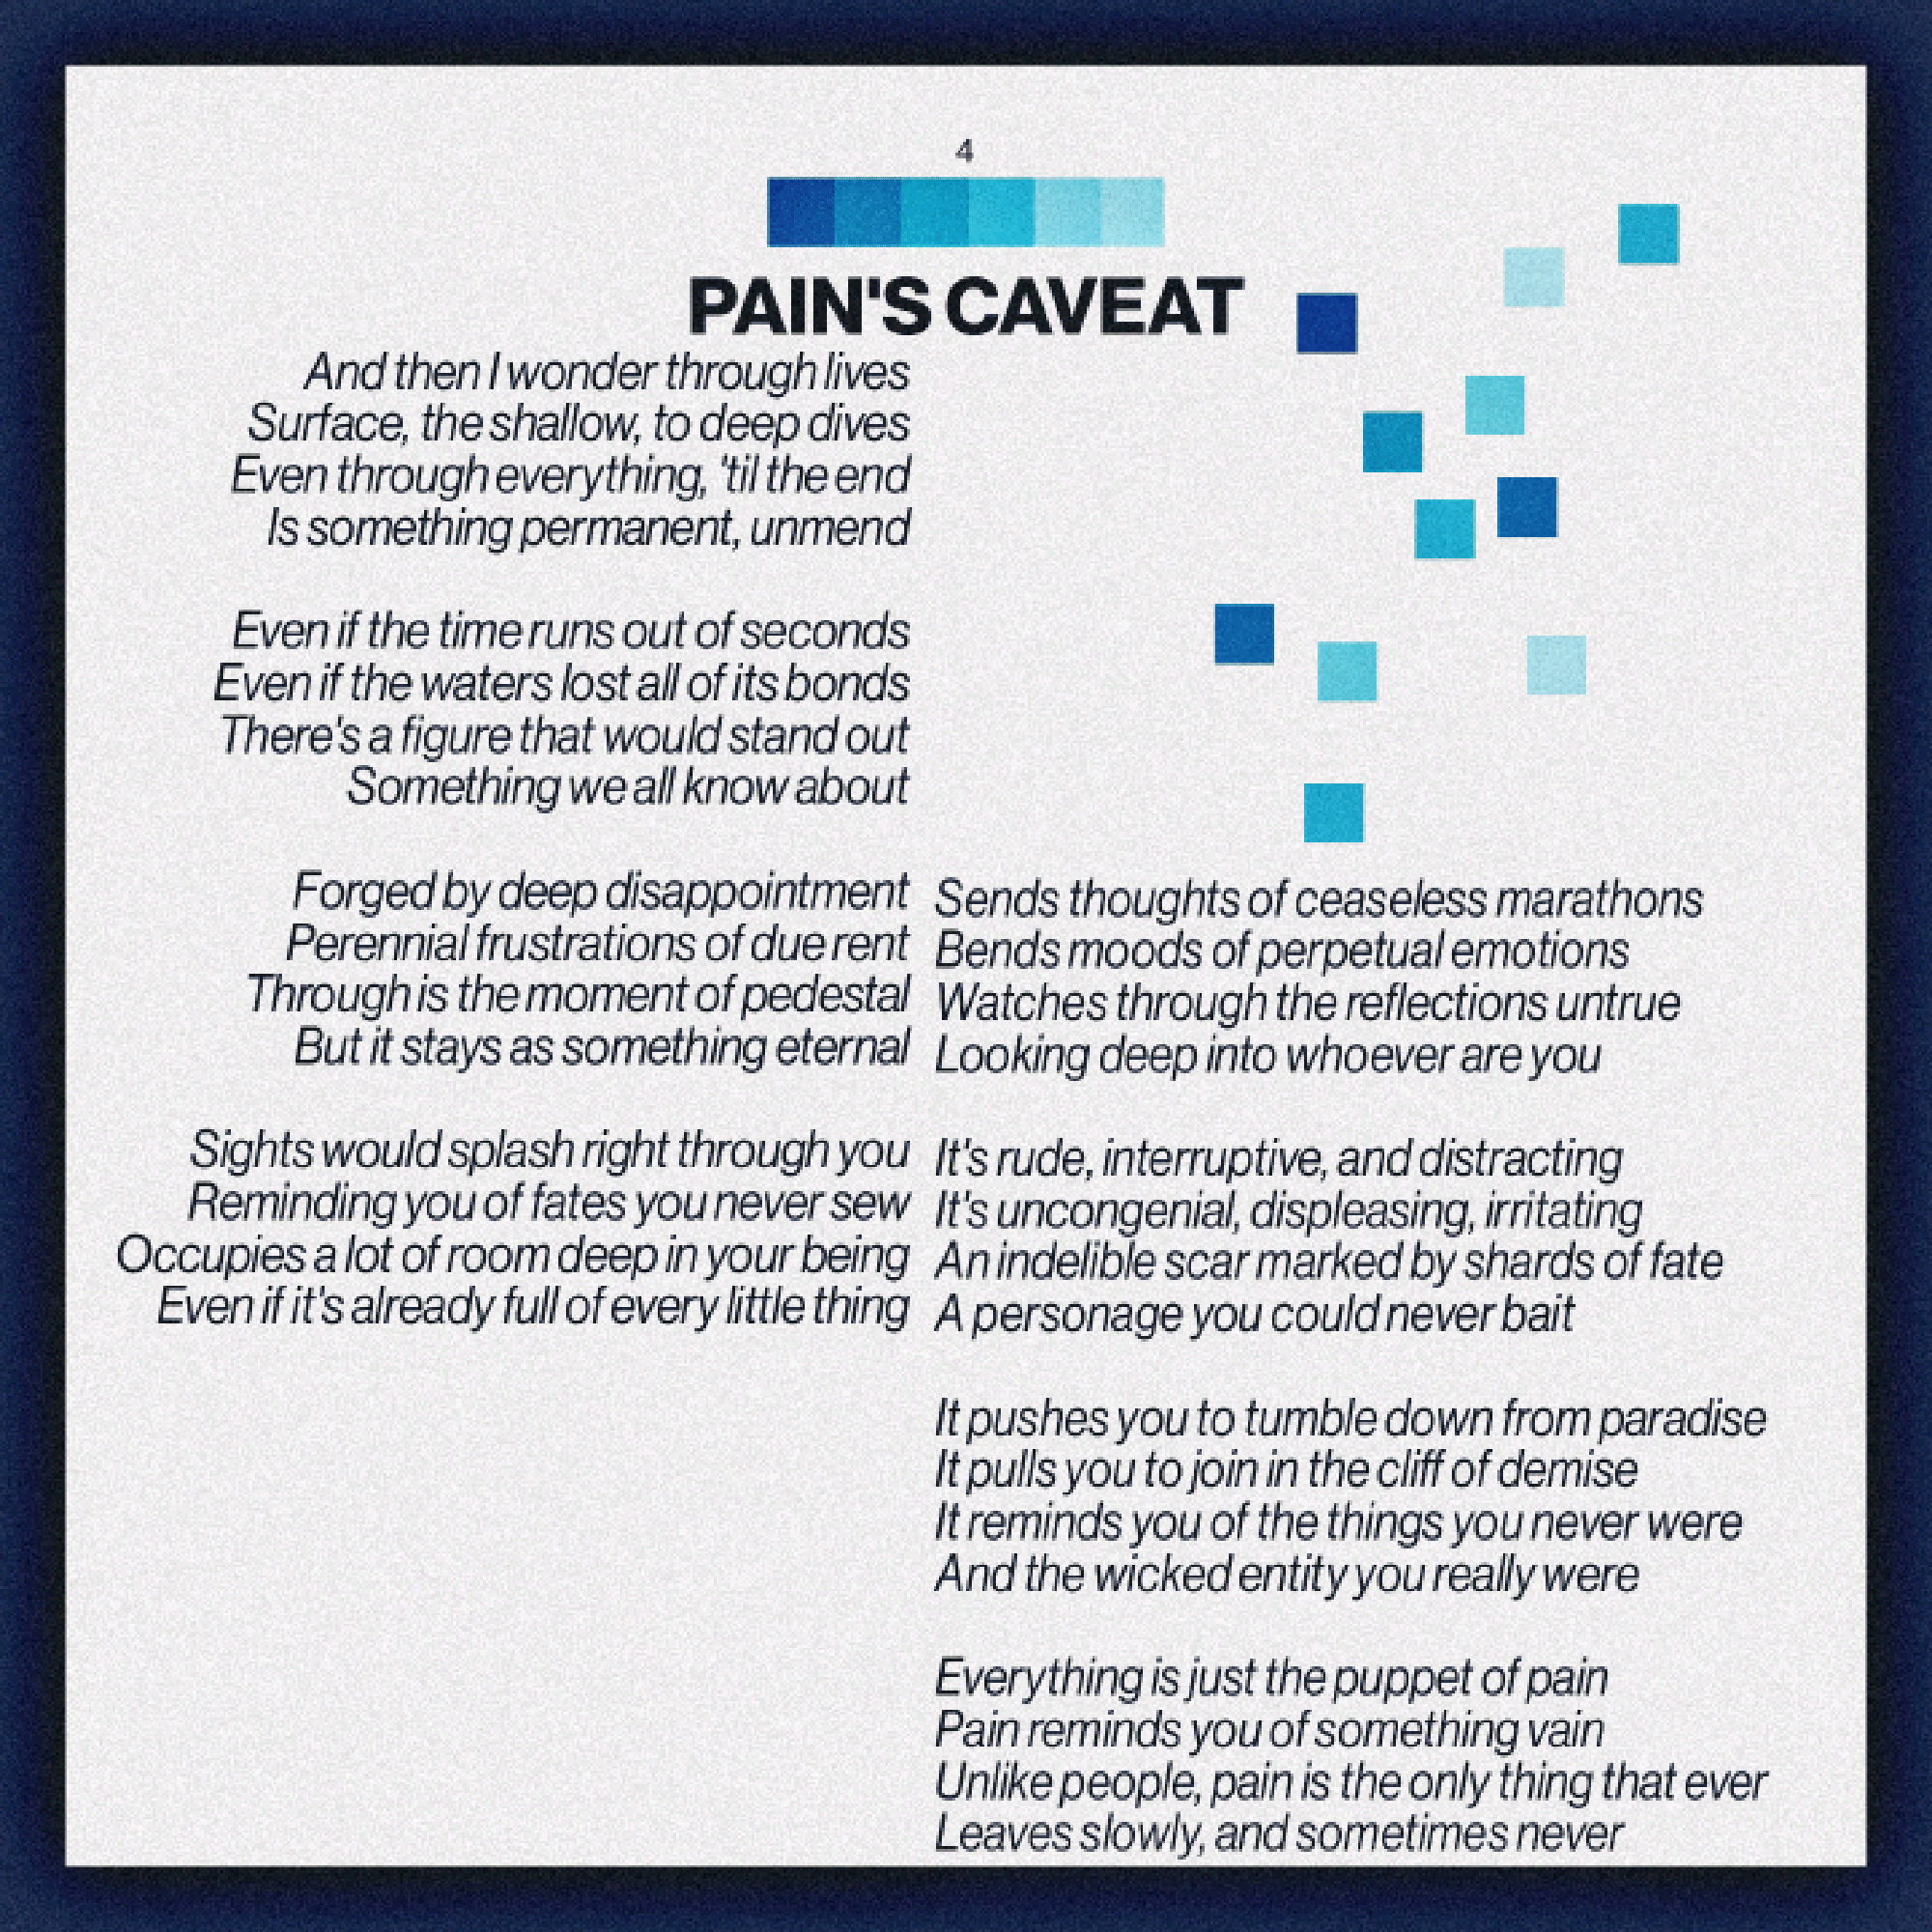 4
PAIN'S CAVEAT
And then I wonder through lives
Surface, the shallow, to deep dives
Even through everything, 'til the end
Is something permanent, unmend
Even if the time runs out of seconds
Even if the waters lost all of its bonds
There's a figure that would stand out
Something we all know about
Forged by deep disappointment
Perennial frustrations of due rent
Through is the moment of pedestal
But it stays as something eternal
Sights would splash right through you
Reminding you of fates you never sew
Occupies a lot of room deep in your being
Even if it's already full of every little thing
Sends thoughts of ceaseless marathons
Bends moods of perpetual emotions
Watches through the reflections untrue
Looking deep into whoever are you
It's rude, interruptive, and distracting
It's uncongenial, displeasing, irritating
An indelible scar marked by shards of fate
A personage you could never bait
It pushes you to tumble down from paradise
It pulls you to join in the cliff of demise
It reminds you of the things you never were
And the wicked entity you really were
Everything is just the puppet of pain
Pain reminds you of something vain
Unlike people, pain is the only thing that ever
Leaves slowly, and sometimes never